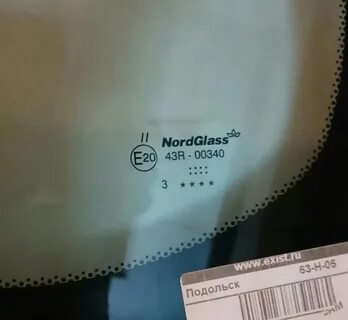 II
NordGlass
E20 43R - 00340
3 ★★★★
www.exist.ru
Подольск 63-H-05